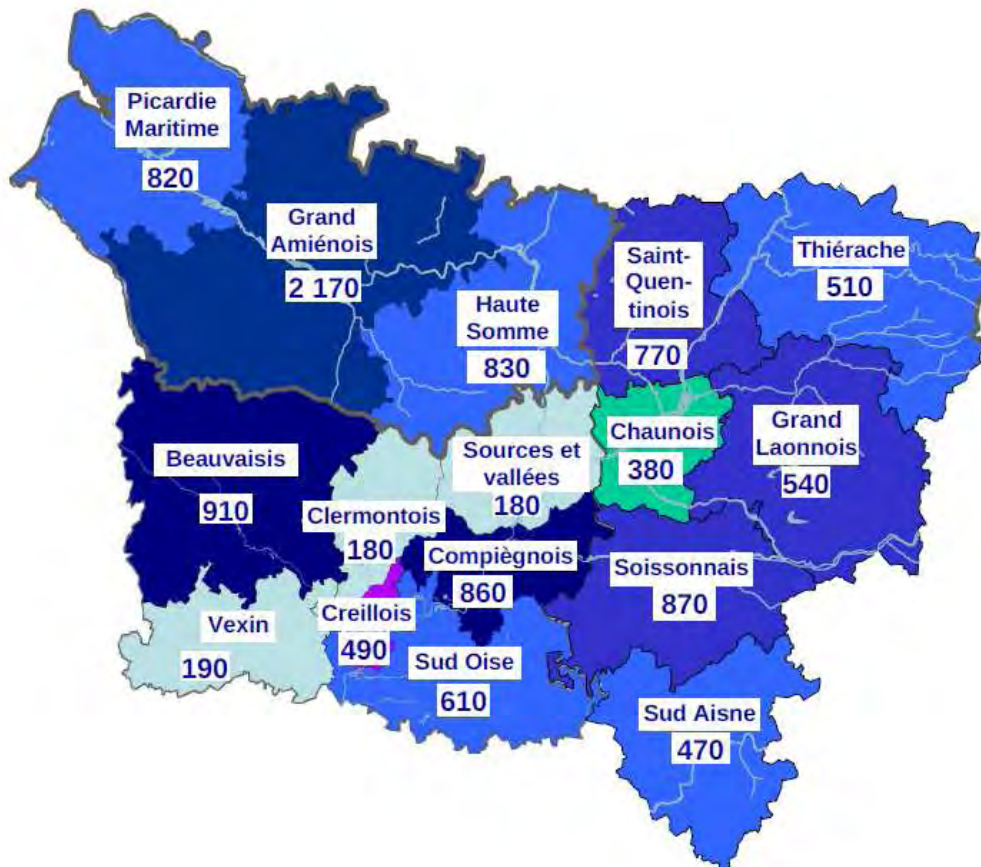 Picardie
Maritime
820
Grand
Amiénois
2 170
Haute
Somme
830
Saint-
Quen-
tinois
770
Thiérache
510
Beauvaisis
910
Clermontois
180
Sources et
vallées
180
Chaunois
380
Grand
Laonnois
540
Compiègnois
860
Soissonnais
870
Vexin
190
Creillois
490
Sud Oise
610
Sud Aisne
470